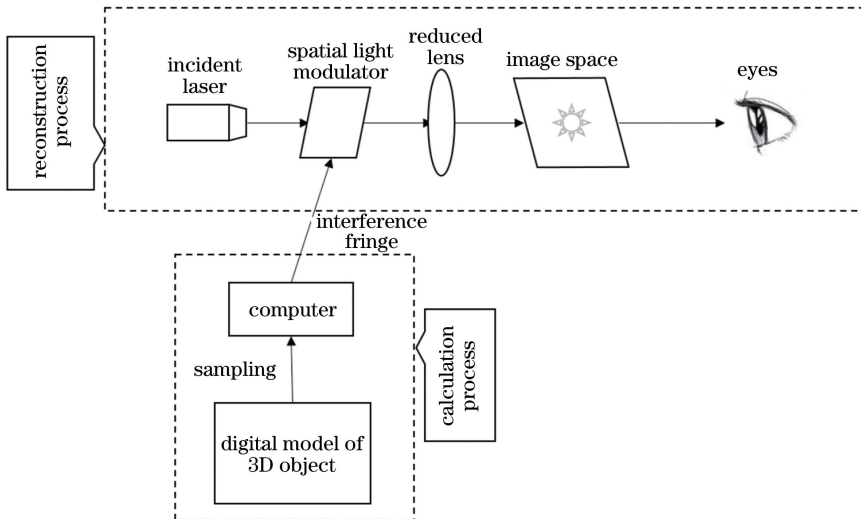 reconstruction
process
incident
laser
spatial light
modulator
reduced
lens
image space
eyes
interference
fringe
computer
sampling
digital model of
3D object
calculation
process